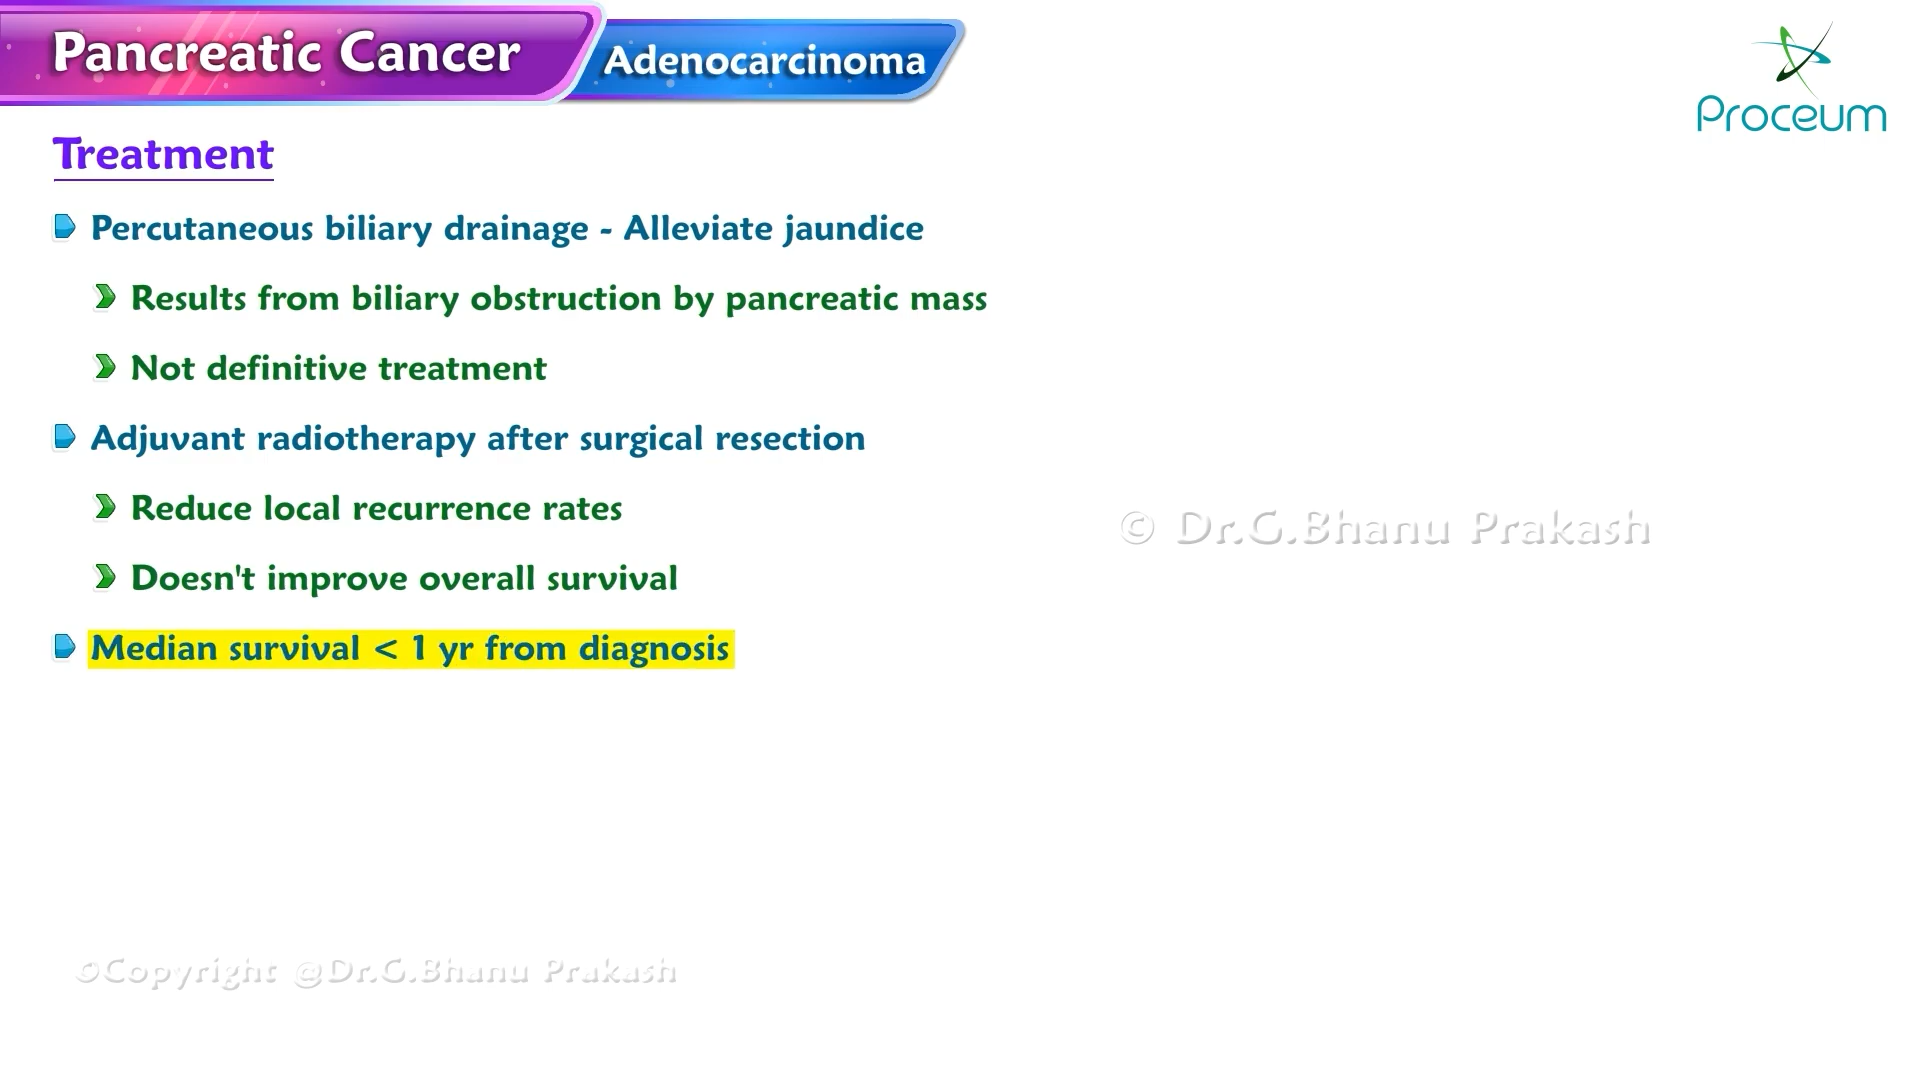 Pancreatic Cancer
Adenocarcinoma
Proceum
Treatment
Percutaneous biliary drainage - Alleviate jaundice
Results from biliary obstruction by pancreatic mass
Not definitive treatment
Adjuvant radiotherapy after surgical resection
Reduce local recurrence rates
© Dr.G.Bhanu Prakash
Doesn't improve overall survival
Median survival < 1 yr from diagnosis
©Copyright @Dr.G.Bhanu Prakash